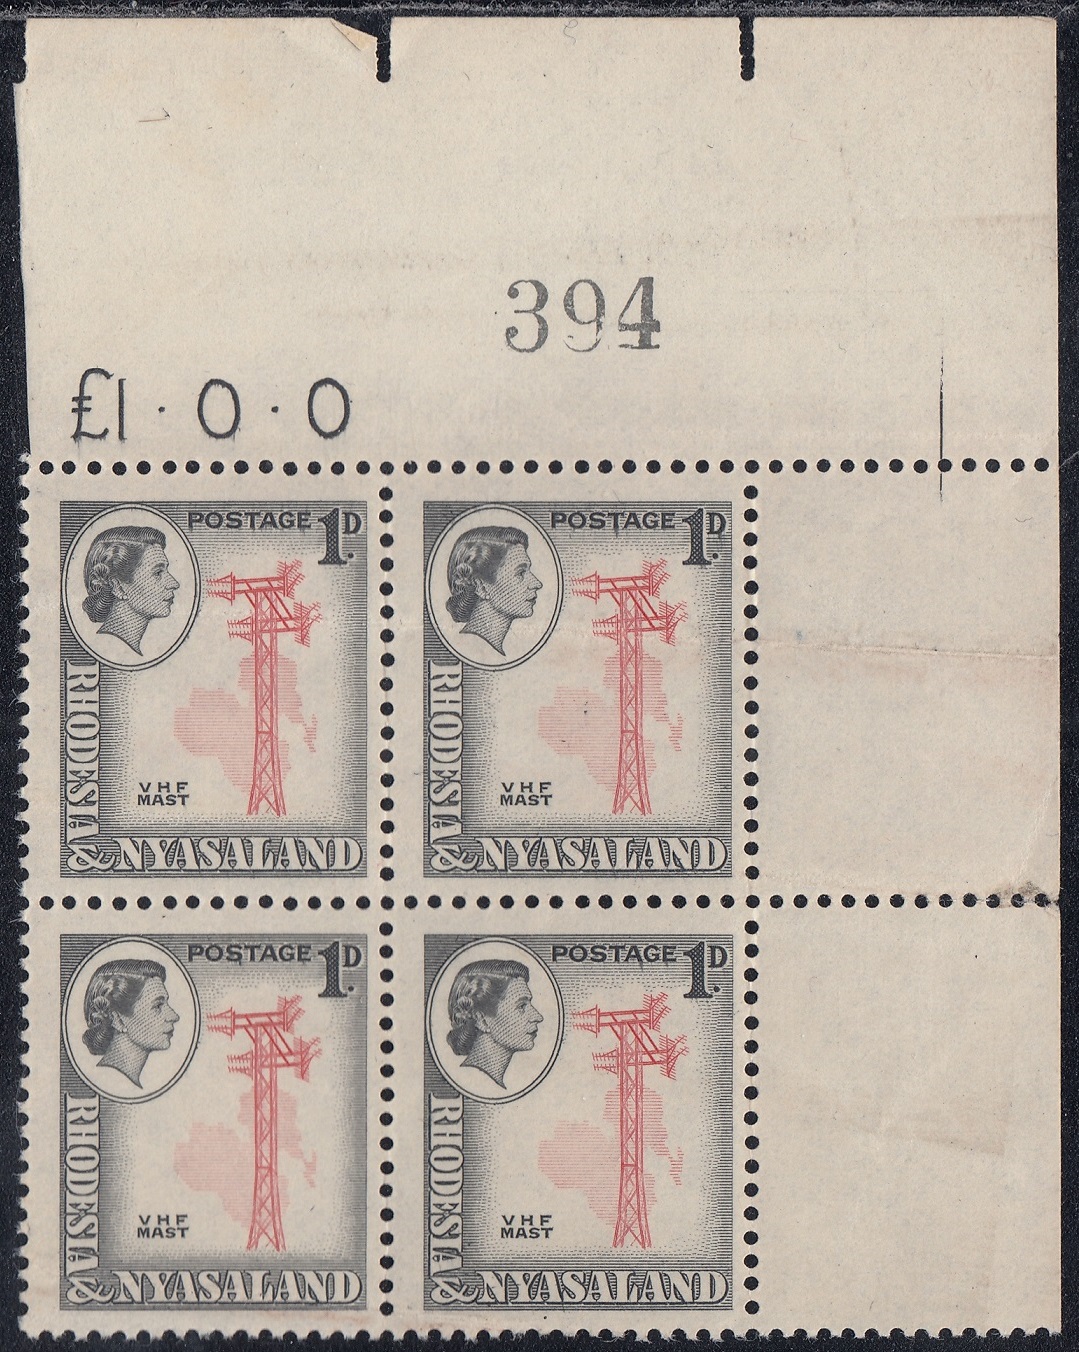 394
£1·0·0
POSTAGE 1D.
RHODESIA
& NYASALAND
VHF
MAST
POSTAGE 1D.
RHODESIA
& NYASALAND
VHF
MAST
POSTAGE 1D.
RHODESIA
& NYASALAND
VHF
MAST
POSTAGE 1D.
RHODESIA
& NYASALAND
VHF
MAST